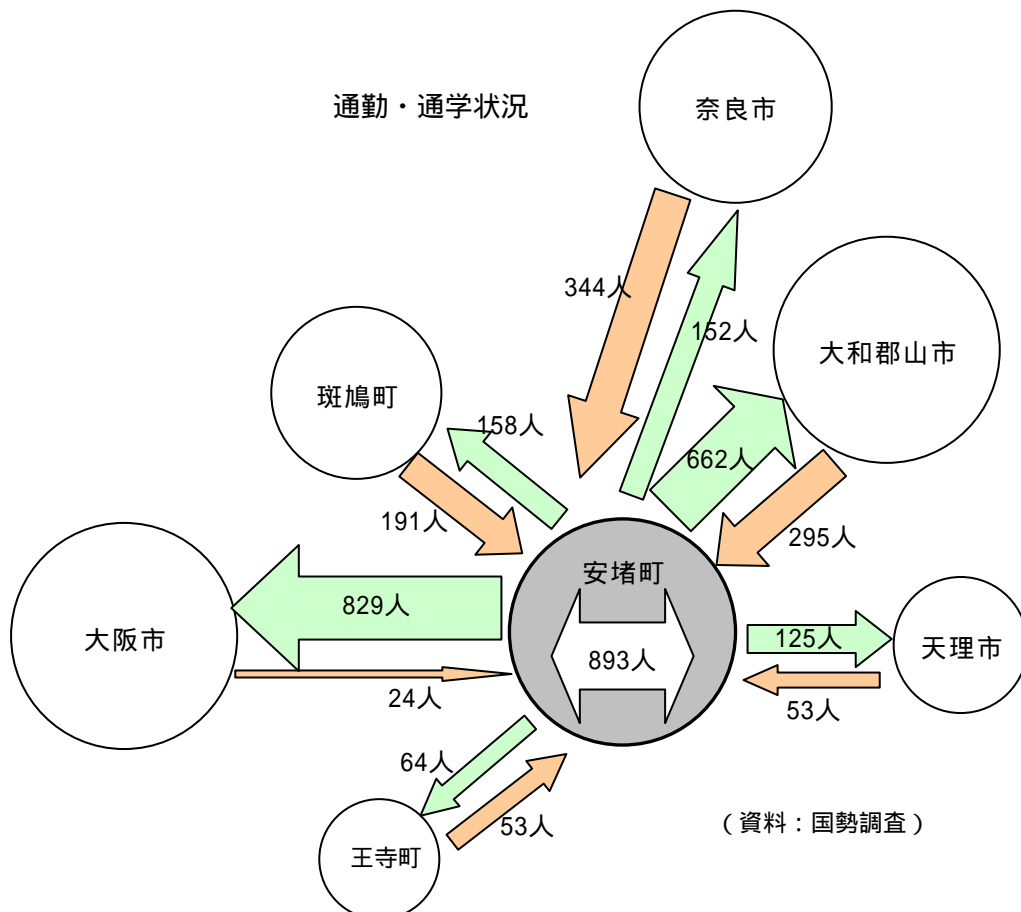 通勤・通学状況
奈良市
344人
152人
大和郡山市
斑鳩町
158人
662人
191人
295人
安堵町
829人
大阪市
125人
天理市
893人
24人
53人
64人
53人
（資料：国勢調査）
王寺町